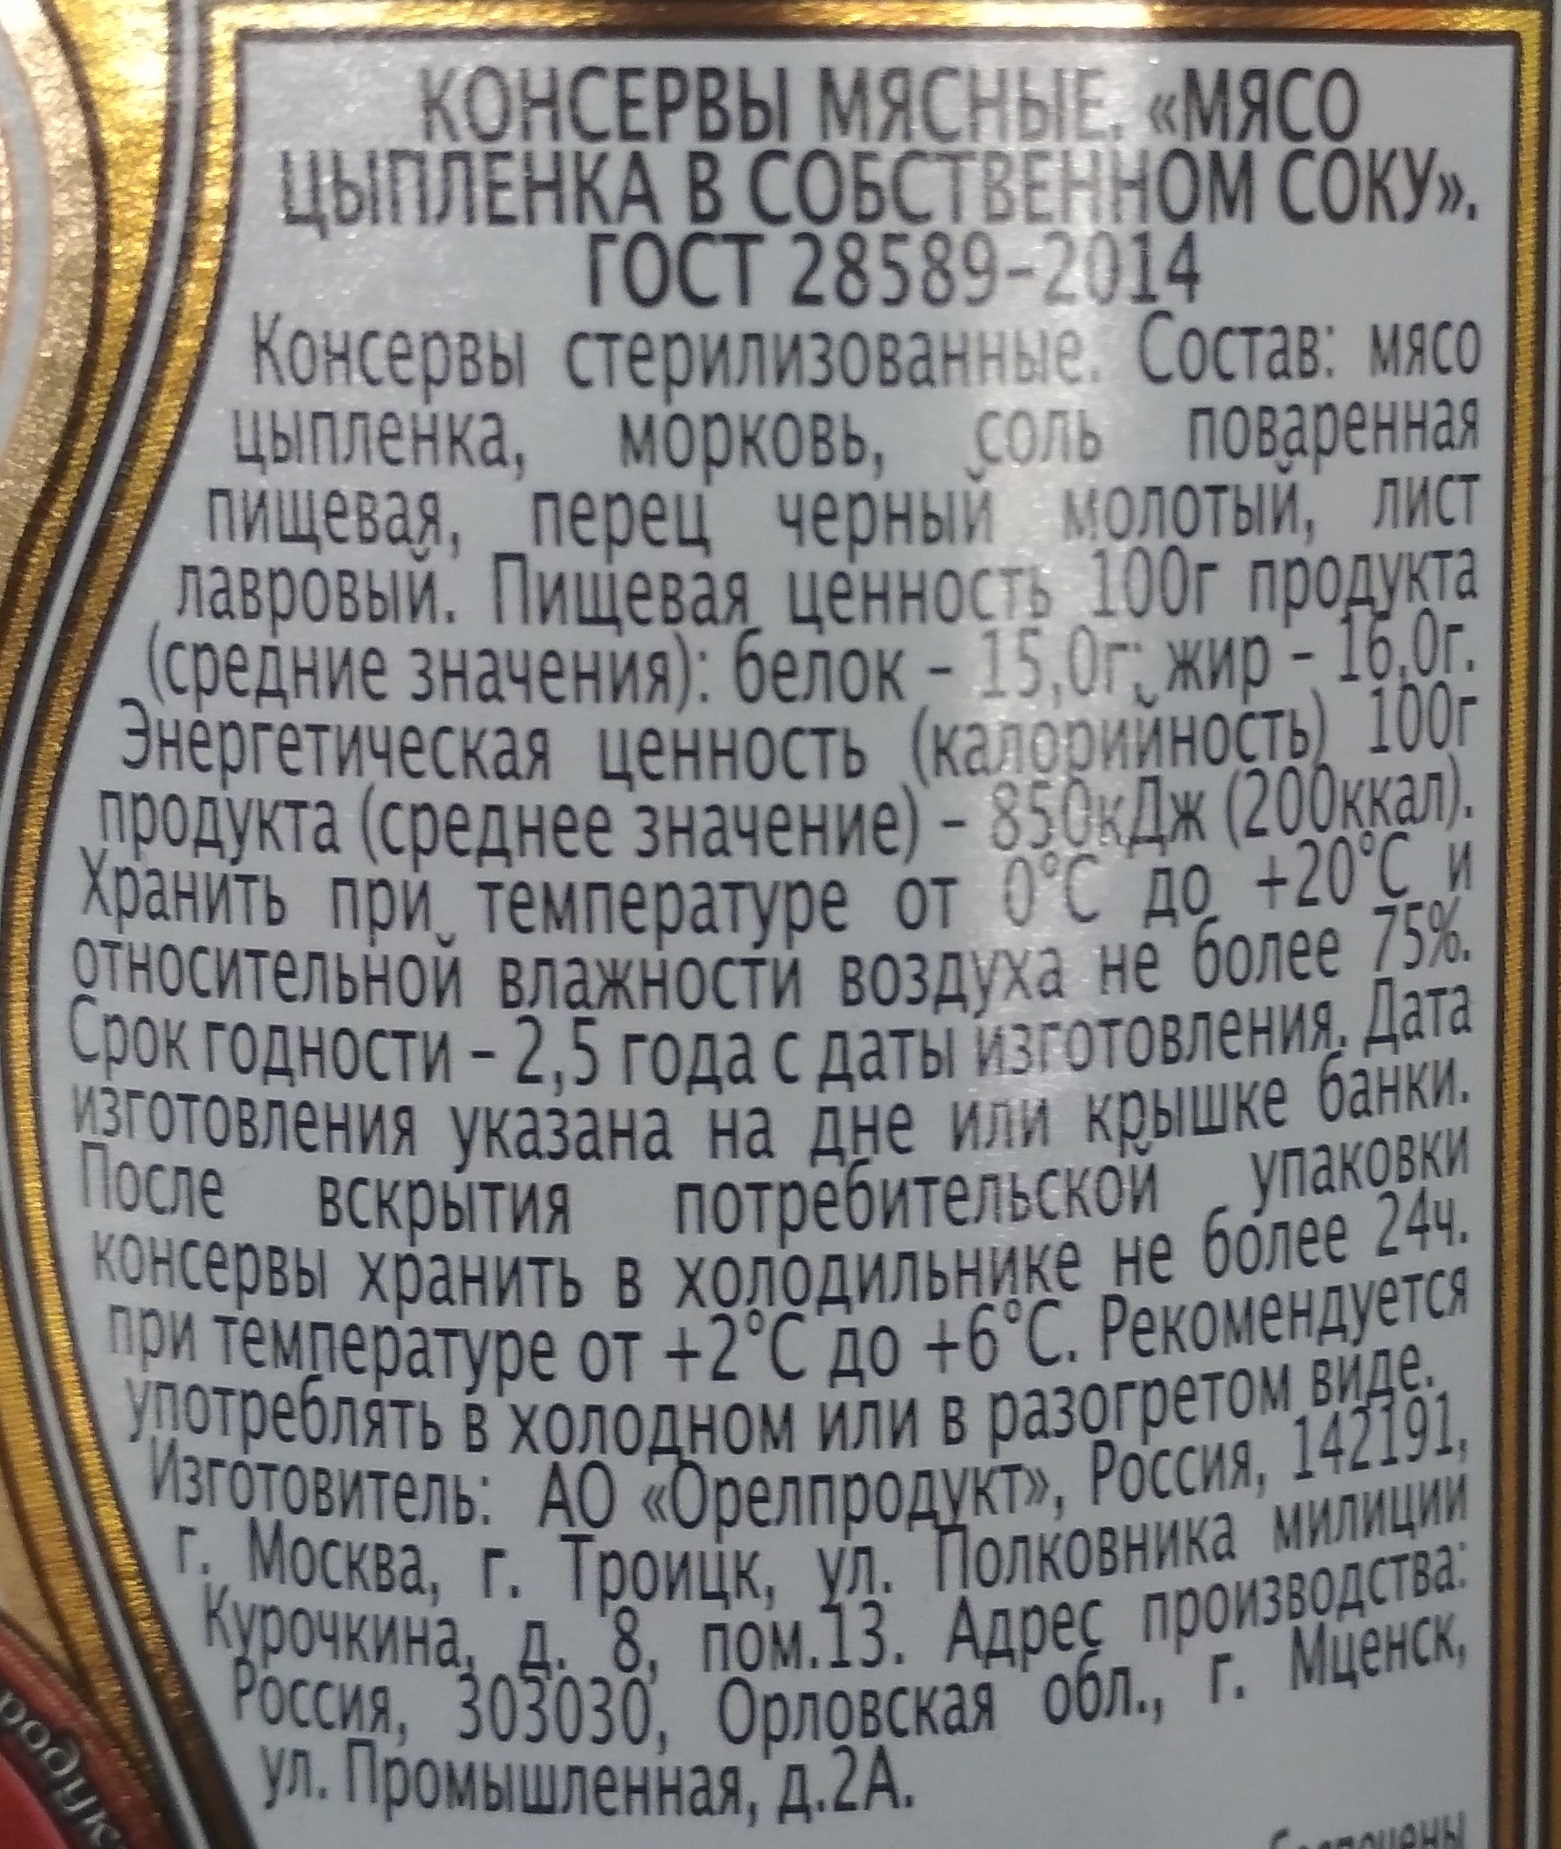 КОНСЕРВЫ МЯСНЫЕ. «МЯСО
ЦЫПЛЕНКА В СОБСТВЕННОМ СОКУ».
ГОСТ 28589-2014
Консервы стерилизованные. Состав: мясо
цыпленка, морковь, соль поваренная
пищевая, перец черный молотый, лист
лавровый. Пищевая ценность 100г продукта
(средние значения): белок – 15,0г; жир – 16,0г.
Энергетическая ценность (калорийность) 100г
продукта (среднее значение) – 850кДж (200ккал).
Хранить при температуре от 0°С до +20°С и
относительной влажности воздуха не более 75%.
Срок годности – 2,5 года с даты изготовления. Дата
изготовления указана на дне или крышке банки.
После вскрытия потребительской упаковки
консервы хранить в холодильнике не более 24ч.
при температуре от +2°С до +6°С. Рекомендуется
употреблять в холодном или в разогретом виде.
Изготовитель: АО «Орелпродукт», Россия, 142191,
г. Москва, г. Троицк, ул. Полковника милиции
Курочкина, д. 8, пом.13. Адрес производства:
Россия, 303030, Орловская обл., г. Мценск,
ул. Промышленная, д.2А.